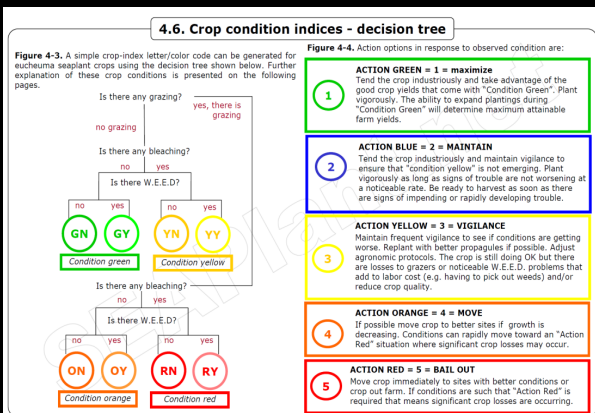 4.6. Crop condition indices - decision tree
Figure 4-3. A simple crop-index letter/color code can be generated for
eucheuma seaplant crops using the decision tree shown below. Further
explanation of these crop conditions is presented on the following
pages.
Is there any grazing?
yes, there is
grazing
no grazing
Is there any bleaching?
no yes
Is there W.E.E.D?
no yes no yes
GN GY YN YY
Condition green Condition yellow
Is there any bleaching?
no yes
Is there W.E.E.D?
no yes no yes
ON OY RN RY
Condition orange Condition red
Figure 4-4. Action options in response to observed condition are:
1
ACTION GREEN = 1 = maximize
Tend the crop industriously and take advantage of the
good crop yields that come with "Condition Green". Plant
vigorously. The ability to expand plantings during
"Condition Green" will determine maximum attainable
farm yields.
2
ACTION BLUE = 2 = MAINTAIN
Tend the crop industriously and maintain vigilance to
ensure that "condition yellow" is not emerging. Plant
vigorously as long as signs of trouble are not worsening at
a noticeable rate. Be ready to harvest as soon as there
are signs of impending or rapidly developing trouble.
3
ACTION YELLOW = 3 = VIGILANCE
Maintain frequent vigilance to see if conditions are getting
worse. Replant with better propagules if possible. Adjust
agronomic protocols. The crop is still doing OK but there
are losses to grazers or noticeable W.E.E.D. problems that
add to labor cost (e.g. having to pick out weeds) and/or
reduce crop quality.
4
ACTION ORANGE = 4 = MOVE
If possible move crop to better sites if growth is
decreasing. Conditions can rapidly move toward an "Action
Red" situation where significant crop losses may occur.
5
ACTION RED = 5 = BAIL OUT
Move crop immediately to sites with better conditions or
crop out farm. If conditions are such that "Action Red" is
required that means significant crop losses are occurring.